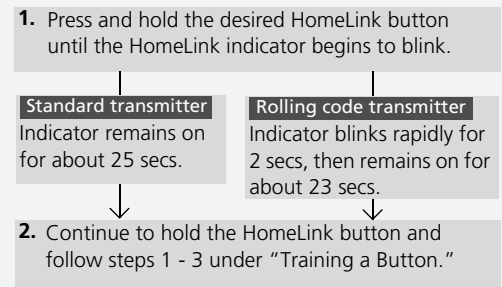 1. Press and hold the desired HomeLink button
until the HomeLink indicator begins to blink.
Standard transmitter
Indicator remains on
for about 25 secs.
Rolling code transmitter
Indicator blinks rapidly for
2 secs, then remains on for
about 23 secs.
2. Continue to hold the HomeLink button and
follow steps 1 - 3 under “Training a Button.”